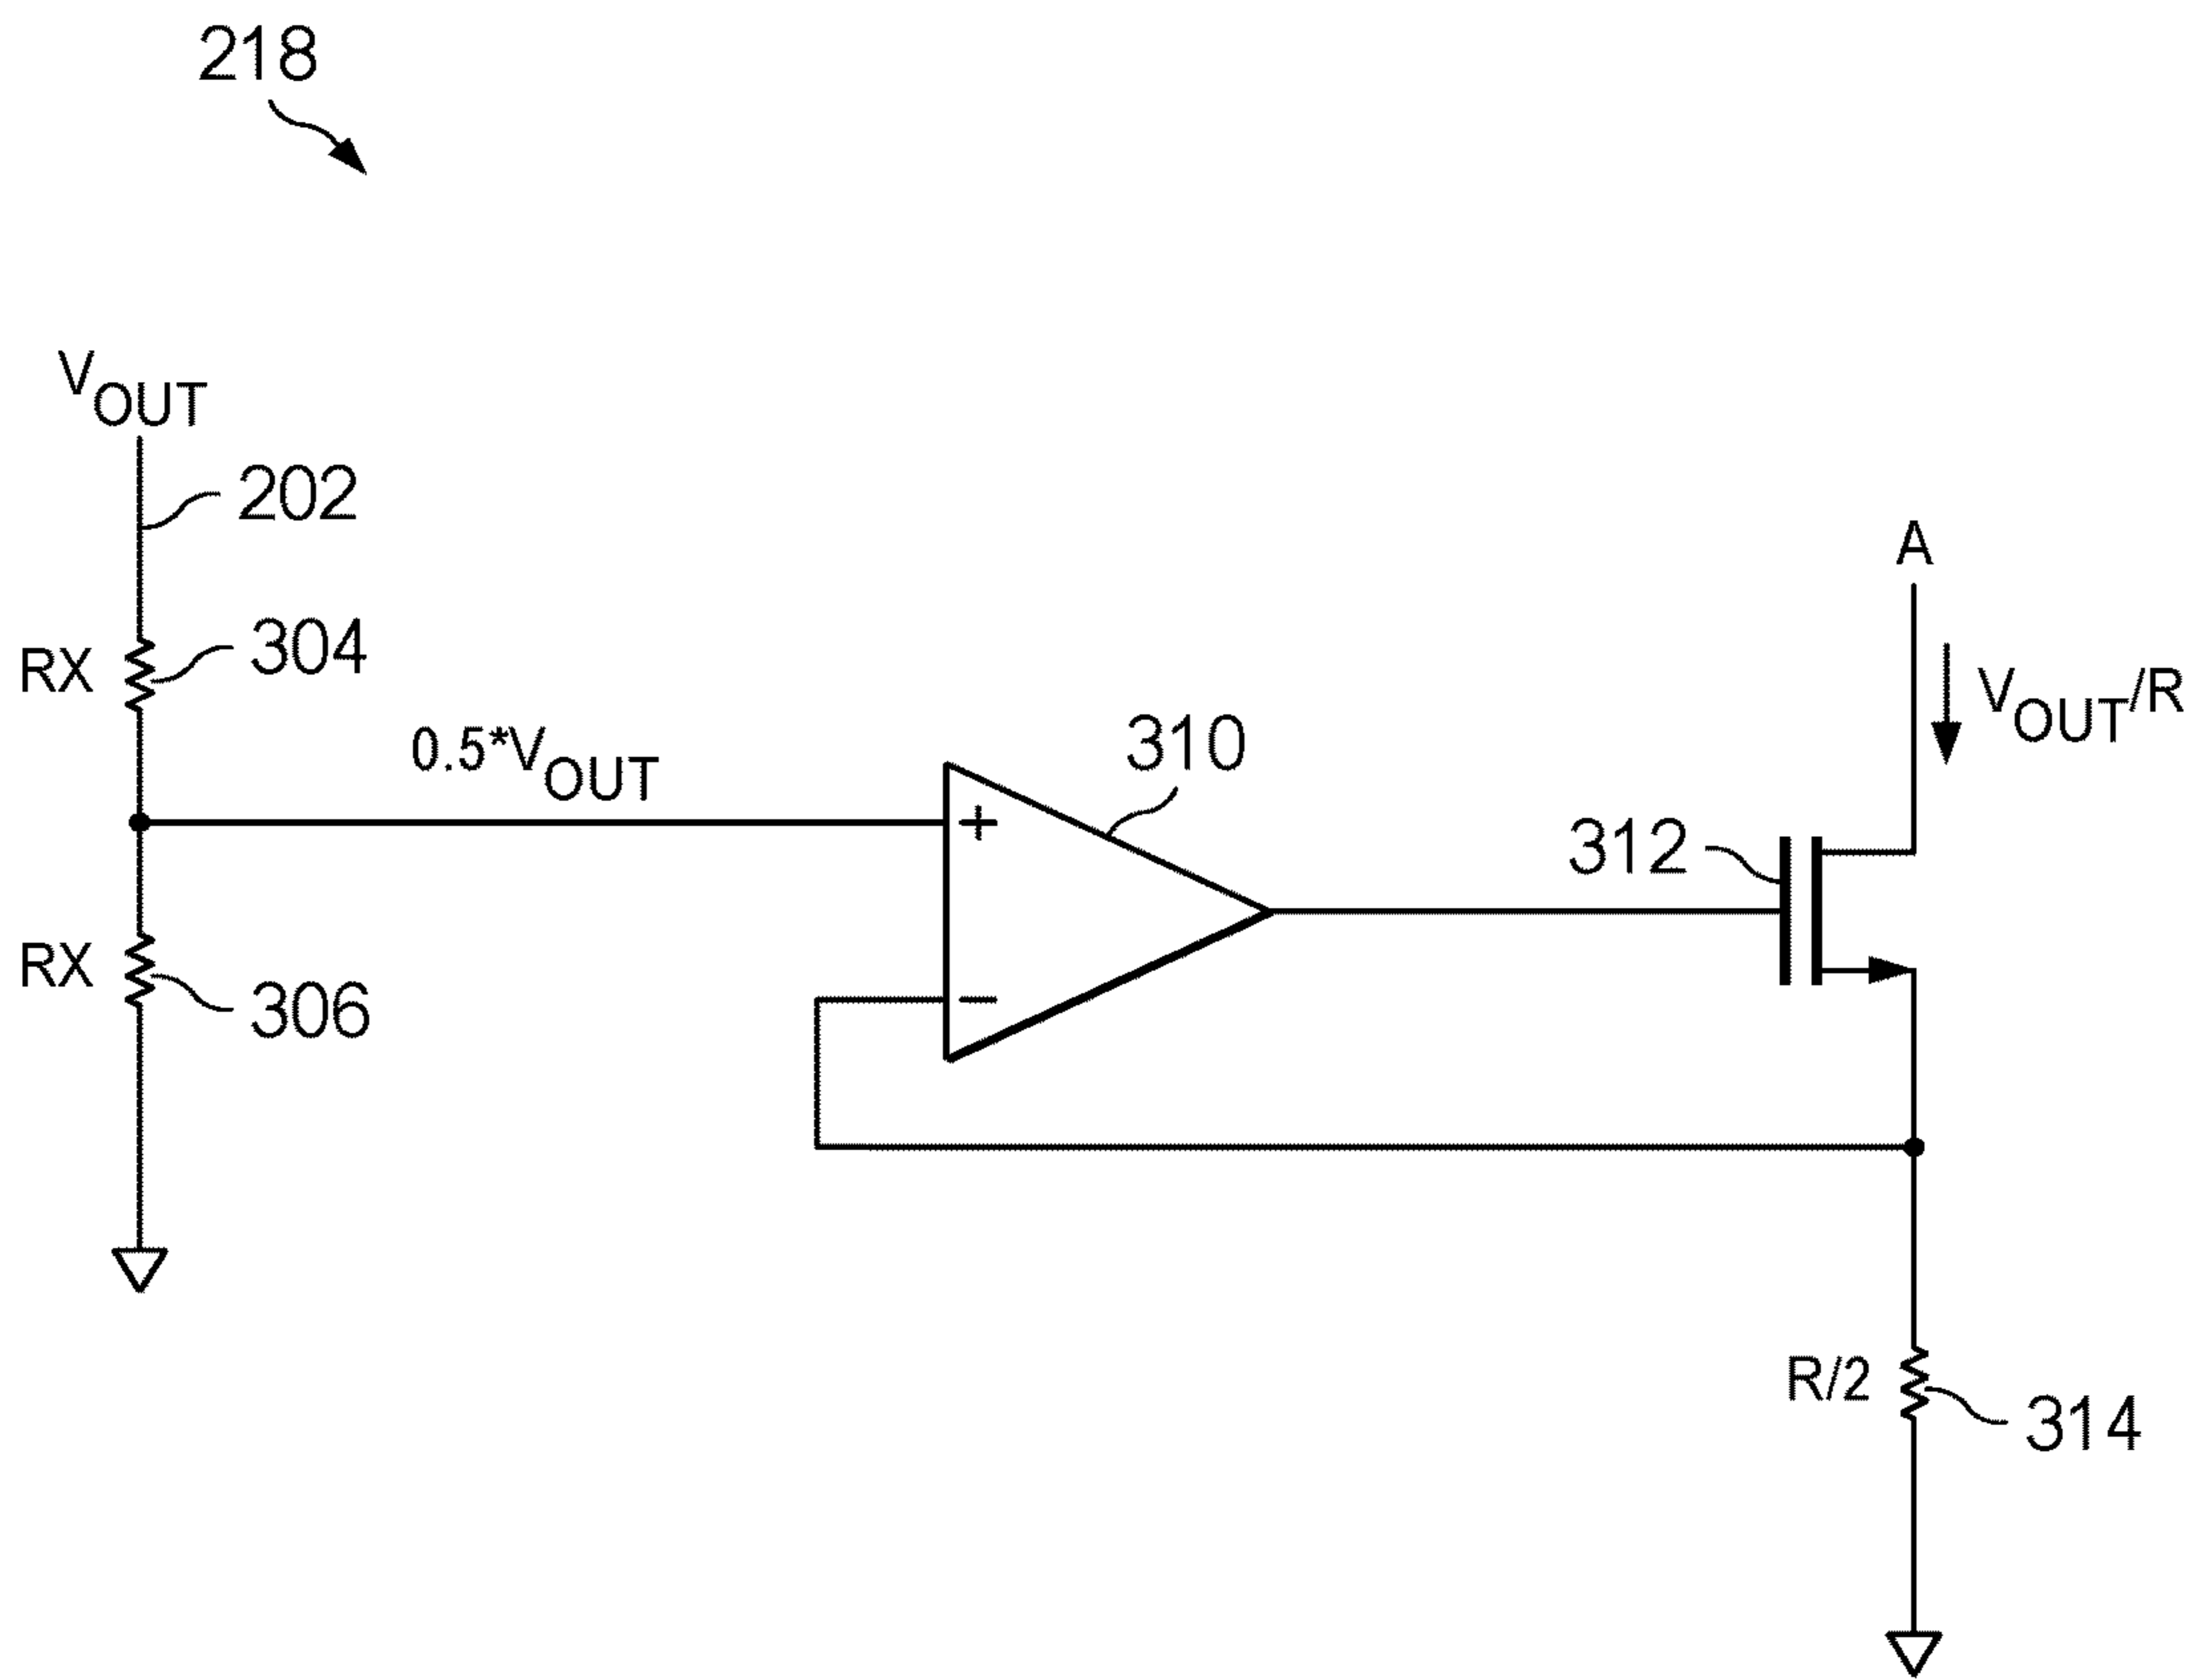 218
VOUT
202
RX
304
0.5*VOUT
310
+
−
RX
306
312
A
VOUT/R
R/2
314